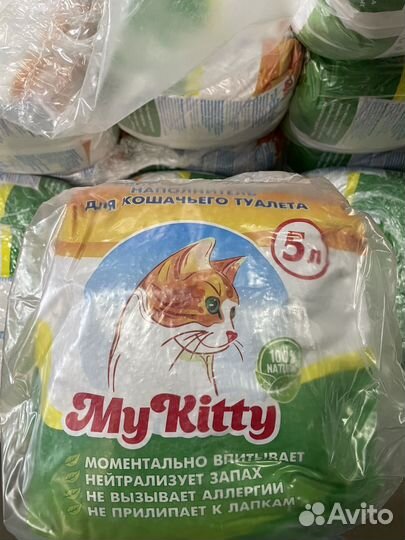 НАПОЛНИТЕЛЬ
ДЛЯ КОШАЧЬЕГО ТУАЛЕТА
5 л
100%
NATURAL
My Kitty
МОМЕНТАЛЬНО ВПИТЫВАЕТ
НЕЙТРАЛИЗУЕТ ЗАПАХ
НЕ ВЫЗЫВАЕТ АЛЛЕРГИИ
НЕ ПРИЛИПАЕТ К ЛАПКАМ
Avito